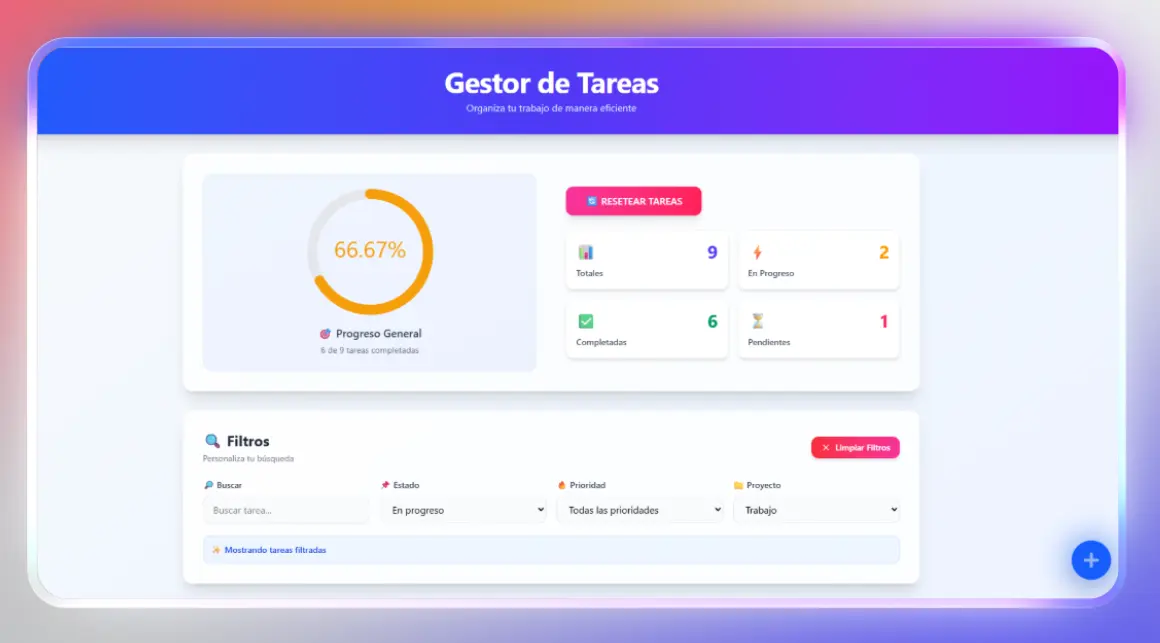 Gestor de Tareas
Organiza tu trabajo de manera eficiente
66.67%
Progreso General
6 de 9 tareas completadas
RESETEAR TAREAS
9
Totales
2
En Progreso
6
Completadas
1
Pendientes
Filtros
Personaliza tu búsqueda
Limpiar Filtros
Buscar
Estado
Prioridad
Proyecto
Buscar tarea...
En progreso
Todas las prioridades
Trabajo
Mostrando tareas filtradas